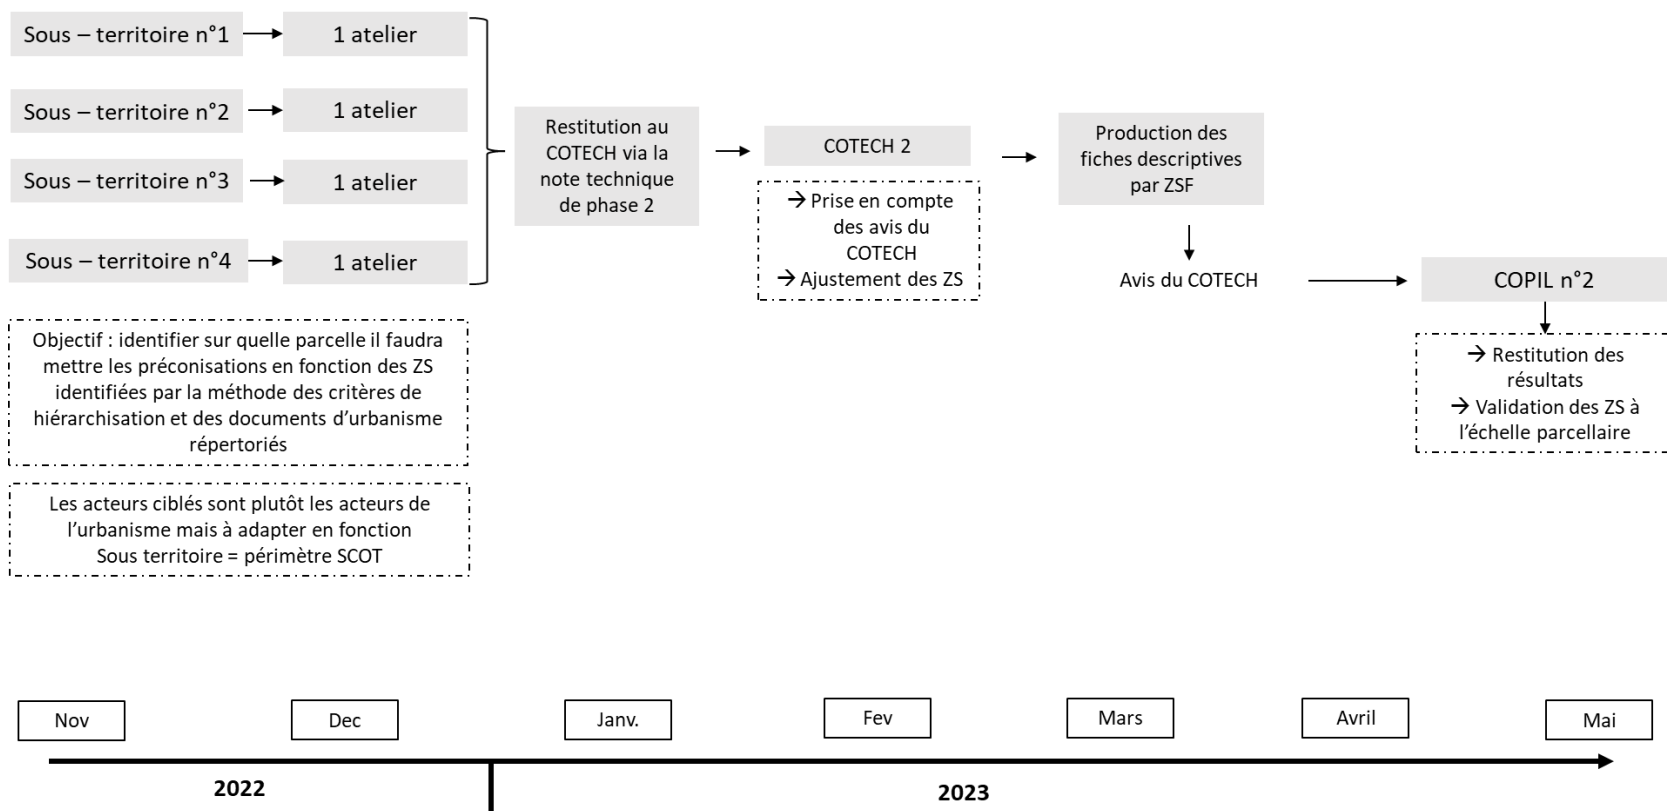 Sous – territoire n°1
1 atelier
Sous – territoire n°2
1 atelier
Sous – territoire n°3
1 atelier
Sous – territoire n°4
1 atelier
Objectif : identifier sur quelle parcelle il faudra
mettre les préconisations en fonction des ZS
identifiées par la méthode des critères de
hiérarchisation et des documents d’urbanisme
répertoriés
Les acteurs ciblés sont plutôt les acteurs de
l’urbanisme mais à adapter en fonction
Sous territoire = périmètre SCOT
Restitution au
COTECH via la
note technique
de phase 2
COTECH 2
→ Prise en compte
des avis du
COTECH
→ Ajustement des ZS
Production des
fiches descriptives
par ZSF
Avis du COTECH
COPIL n°2
→ Restitution des
résultats
→ Validation des ZS à
l’échelle parcellaire
Nov
Dec
Janv.
Fev
Mars
Avril
Mai
2022
2023